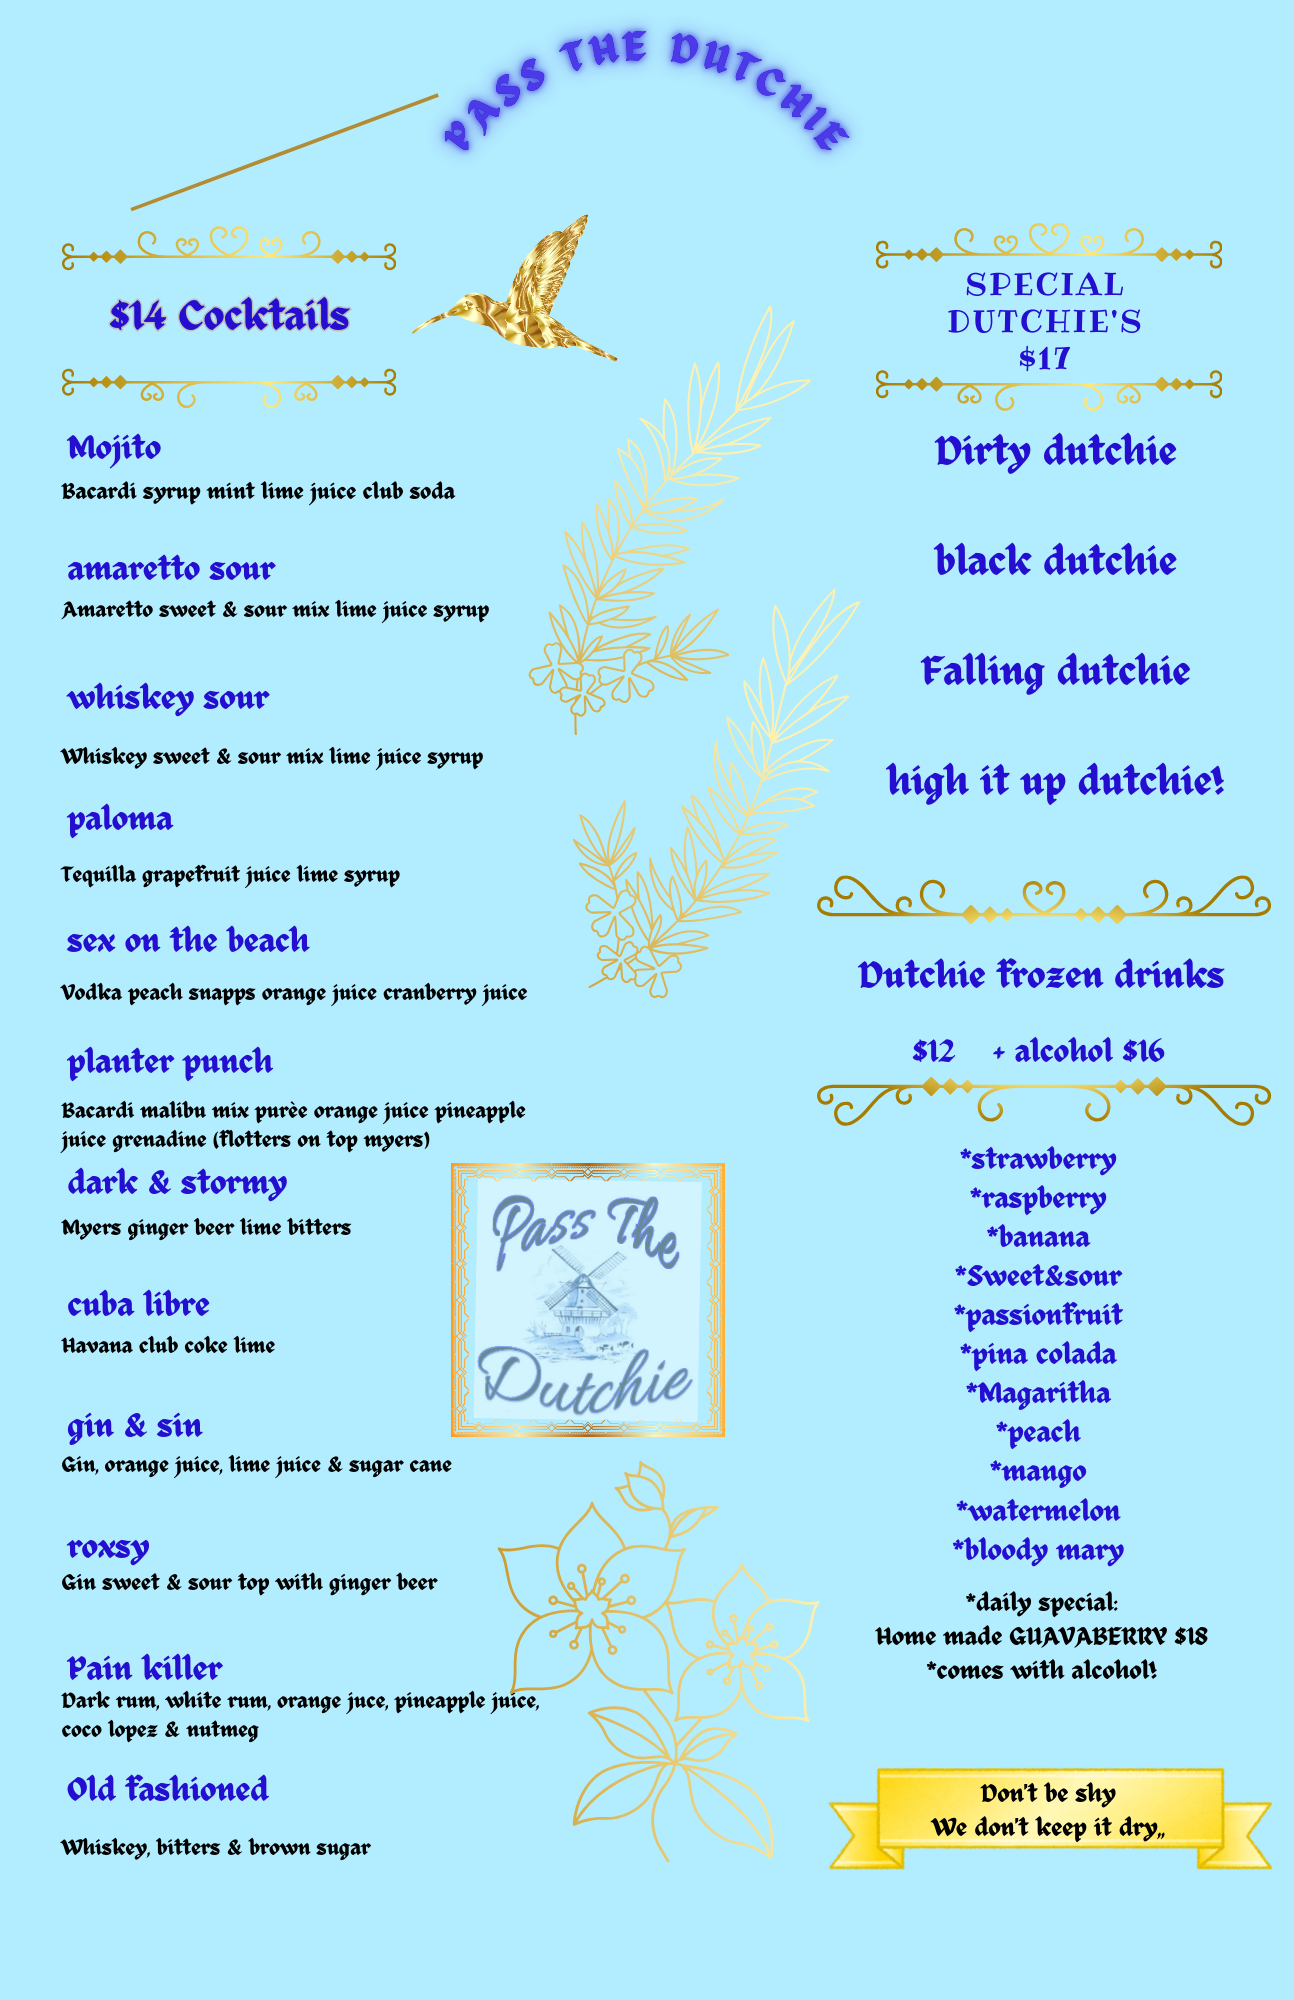 PASS THE DUTCHIE
$14 Cocktails
Mojito
Bacardi syrup mint lime juice club soda
amaretto sour
Amaretto sweet & sour mix lime juice syrup
whiskey sour
Whiskey sweet & sour mix lime juice syrup
paloma
Tequilla grapefruit juice lime syrup
sex on the beach
Vodka peach snapps orange juice cranberry juice
planter punch
Bacardi malibu mix purèe orange juice pineapple
juice grenadine (flotters on top myers)
dark & stormy
Myers ginger beer lime bitters
cuba libre
Havana club coke lime
gin & sin
Gin, orange juice, lime juice & sugar cane
roxsy
Gin sweet & sour top with ginger beer
Pain killer
Dark rum, white rum, orange juce, pineapple juice,
coco lopez & nutmeg
Old fashioned
Whiskey, bitters & brown sugar
Pass The
Dutchie
SPECIAL
DUTCHIE'S
$17
Dirty dutchie
black dutchie
Falling dutchie
high it up dutchie!
Dutchie frozen drinks
$12 + alcohol $16
*strawberry
*raspberry
*banana
*Sweet&sour
*passionfruit
*pina colada
*Magaritha
*peach
*mango
*watermelon
*bloody mary
*daily special:
Home made GUAVABERRY $18
*comes with alcohol!
Don't be shy
We don't keep it dry,,